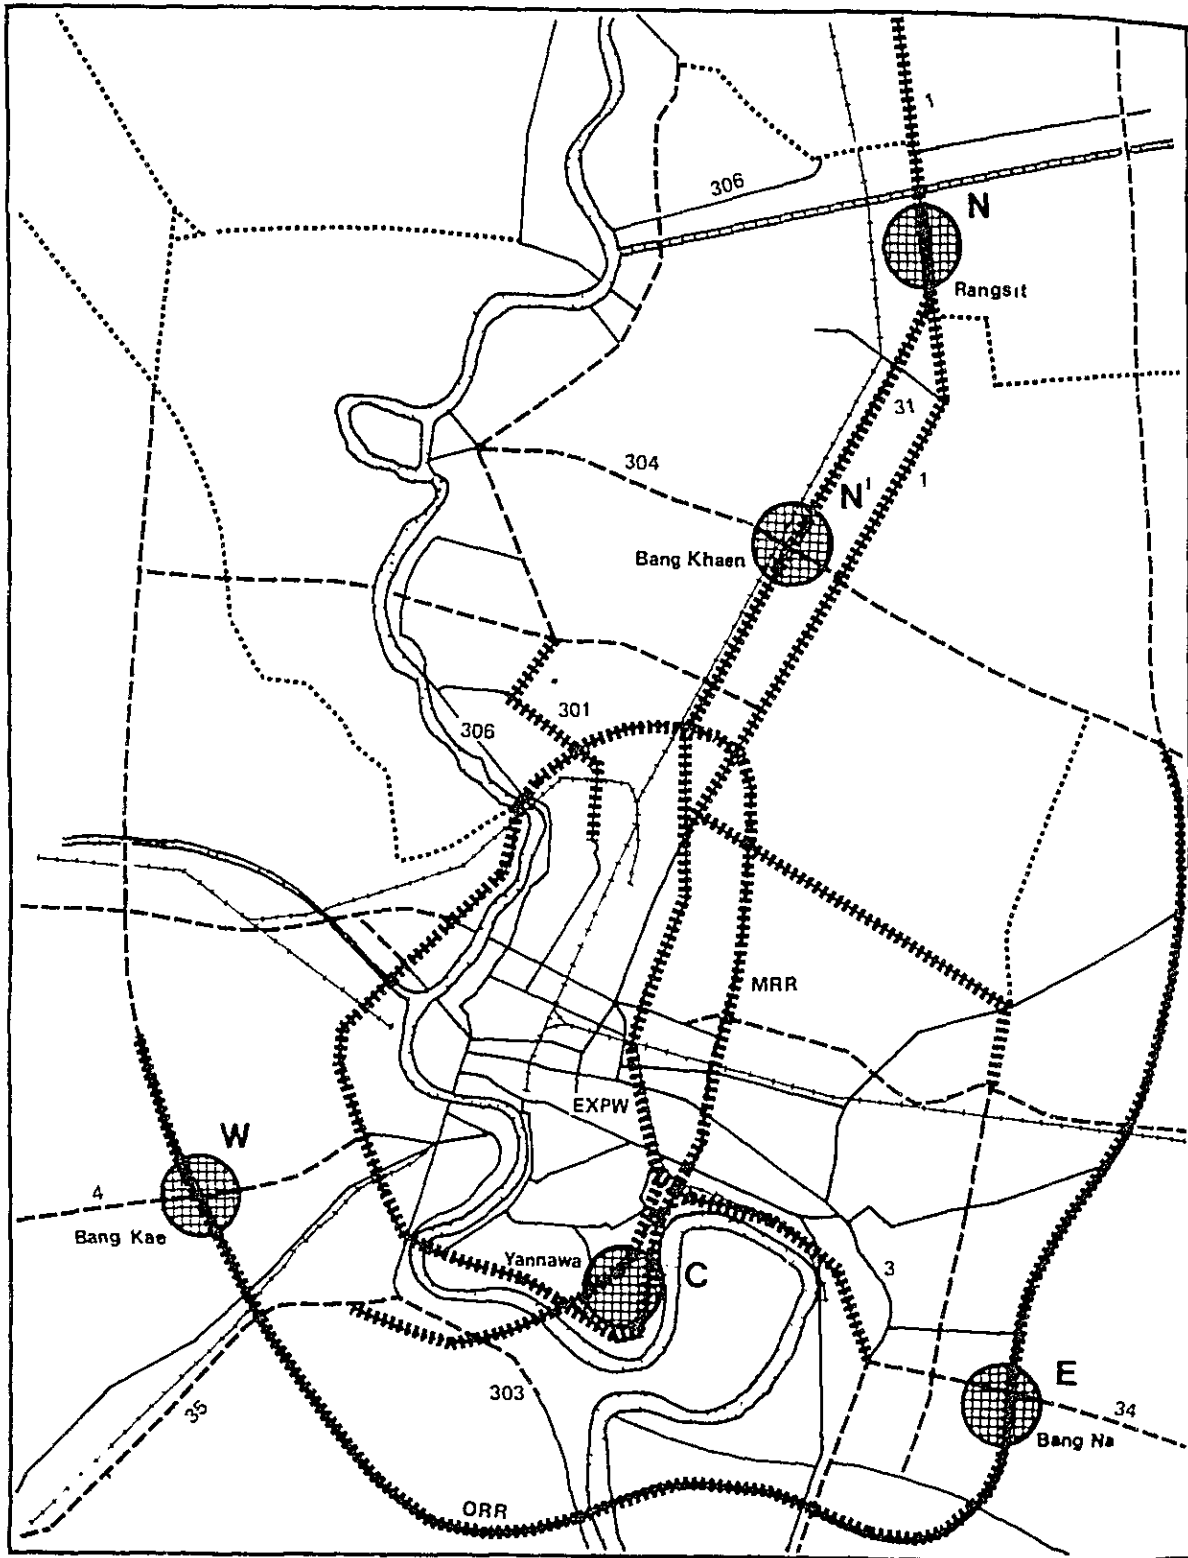 1
306
N
Rangsit
31
304
1
N'
Bang Khaen
301
306
MRR
EXPW
W
4
Bang Kae
Yannawa
C
3
E
303
35
34
Bang Na
ORR